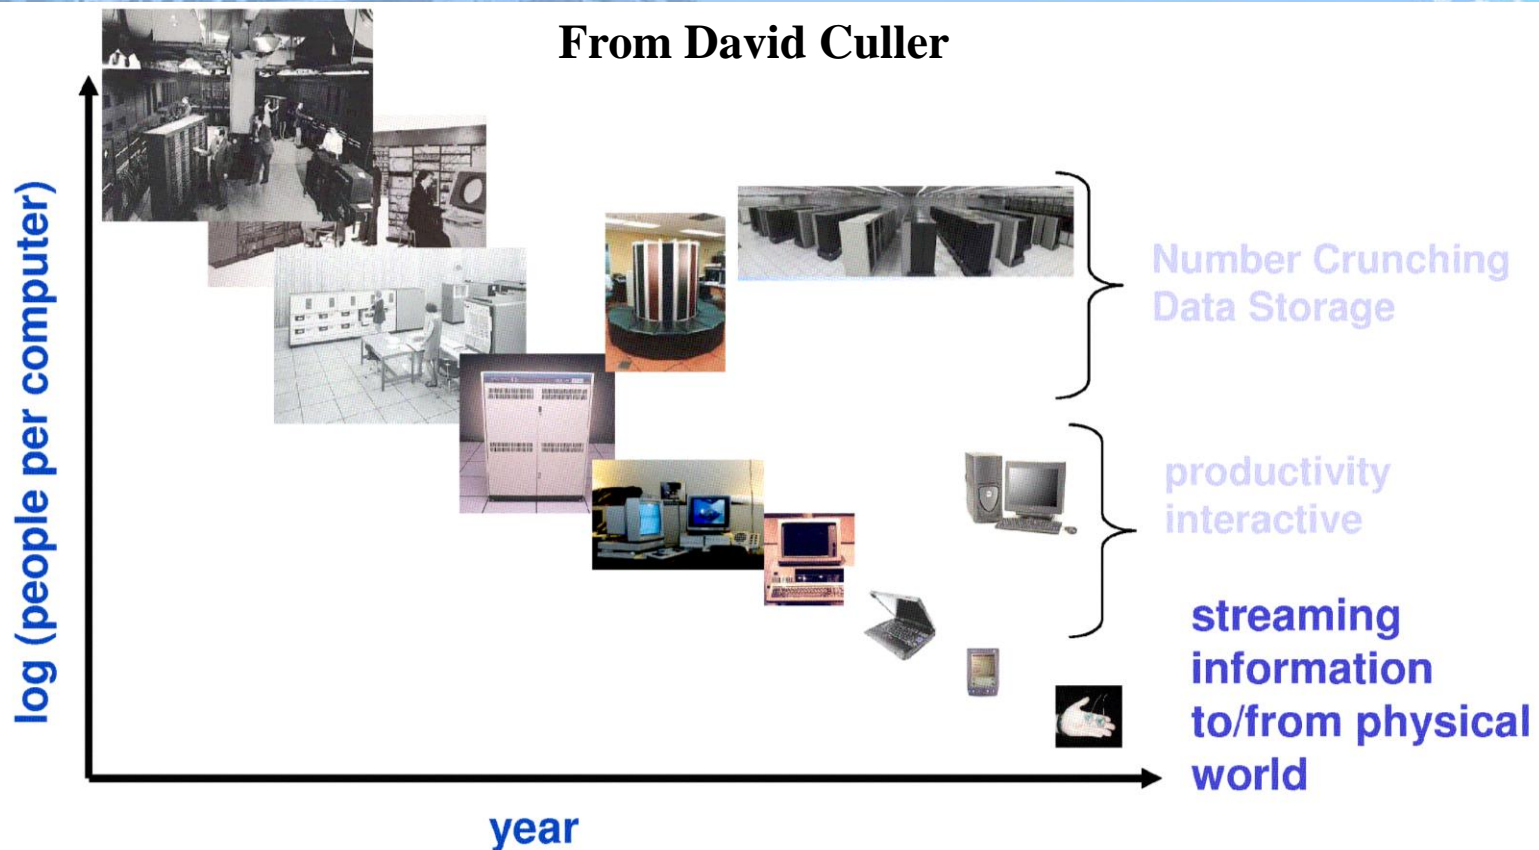 From David Culler
log (people per computer)
Number Crunching
Data Storage
productivity
interactive
streaming
information
to/from physical
world
year